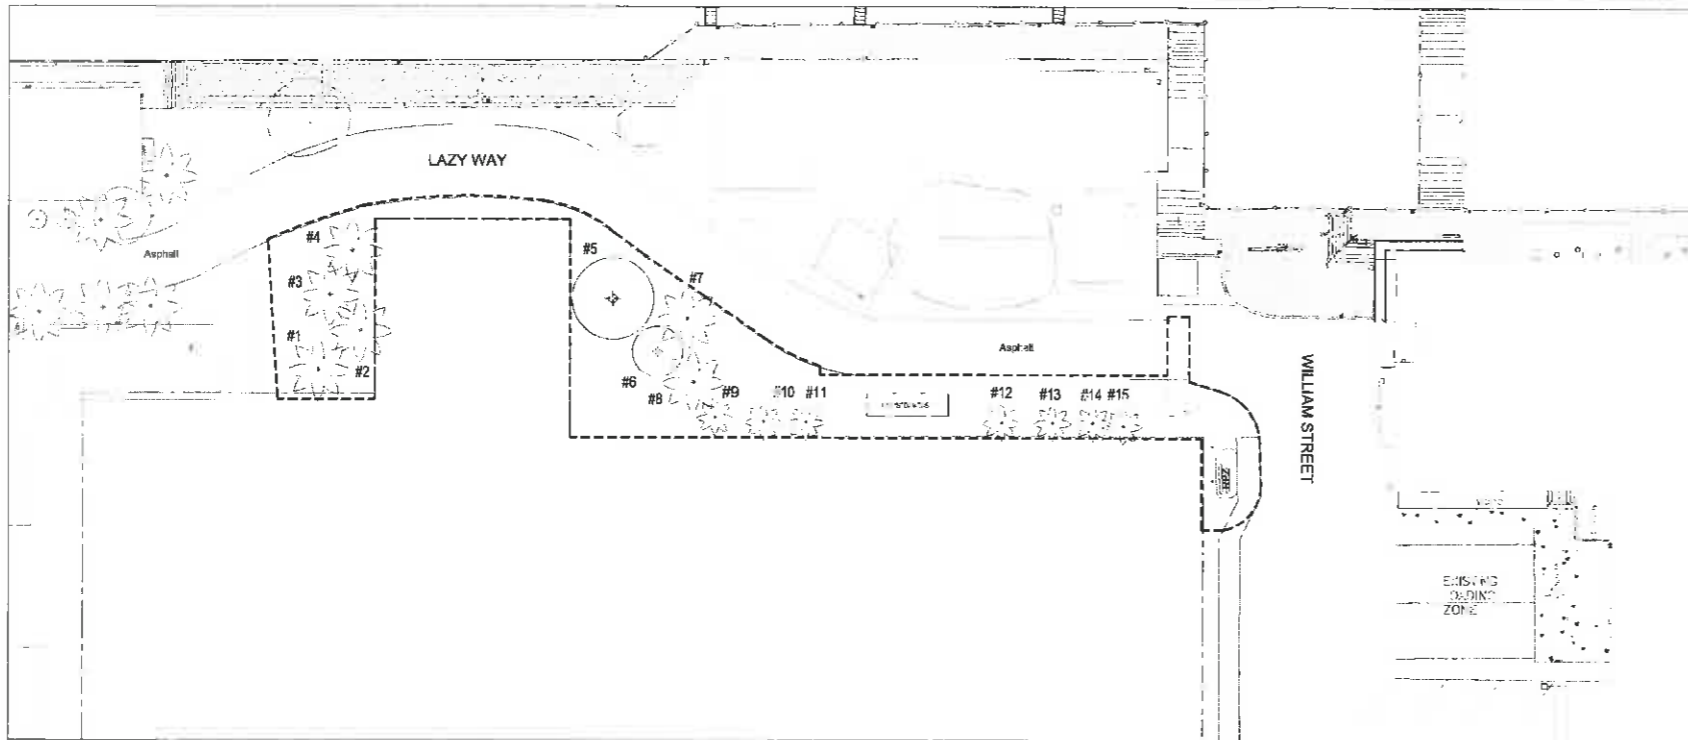 LAZY WAY
#4
#5
Asphalt
#3
#7
#1
#2
#6
#8
#9
#10
#11
Asphalt
#12
#13
#14
#15
WILLIAM STREET
EXISTING
LOADING
ZONE